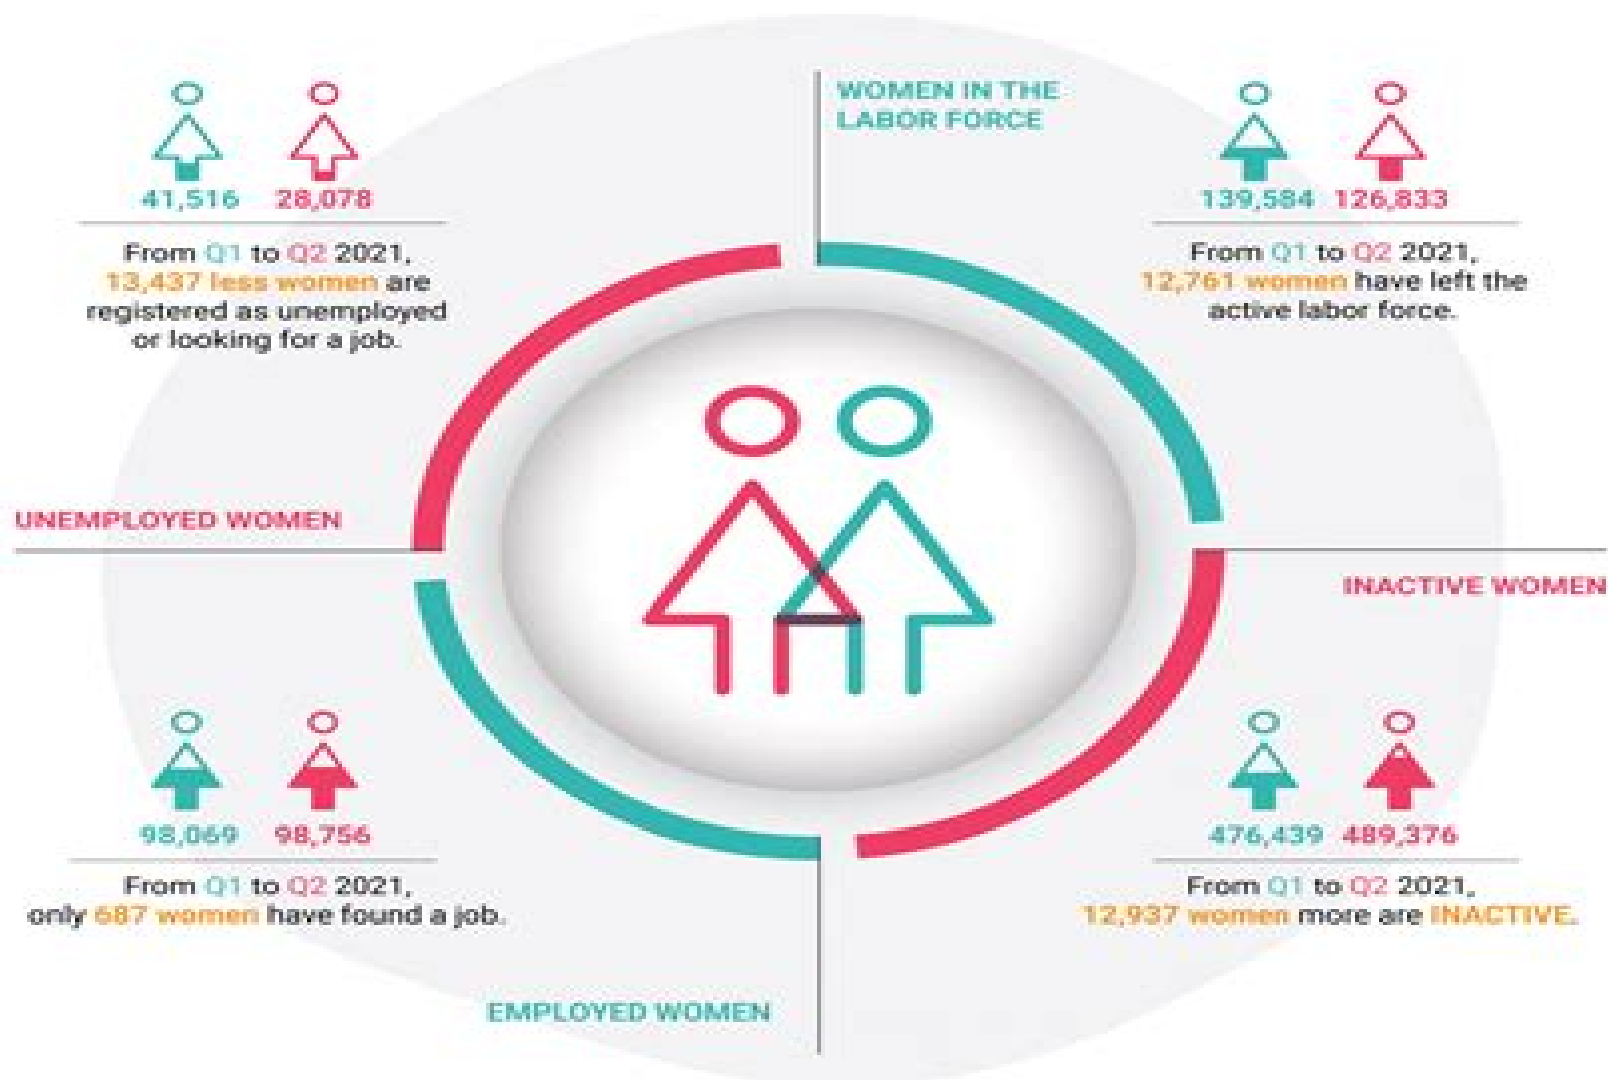 WOMEN IN THE
LABOR FORCE
41,516 28,078
From Q1 to Q2 2021,
13,437 less women are
registered as unemployed
or looking for a job.
139,584 126,833
From Q1 to Q2 2021,
12,761 women have left the
active labor force.
UNEMPLOYED WOMEN
INACTIVE WOMEN
98,069 98,756
From Q1 to Q2 2021,
only 687 women have found a job.
476,439 489,376
From Q1 to Q2 2021,
12,937 women more are INACTIVE.
EMPLOYED WOMEN